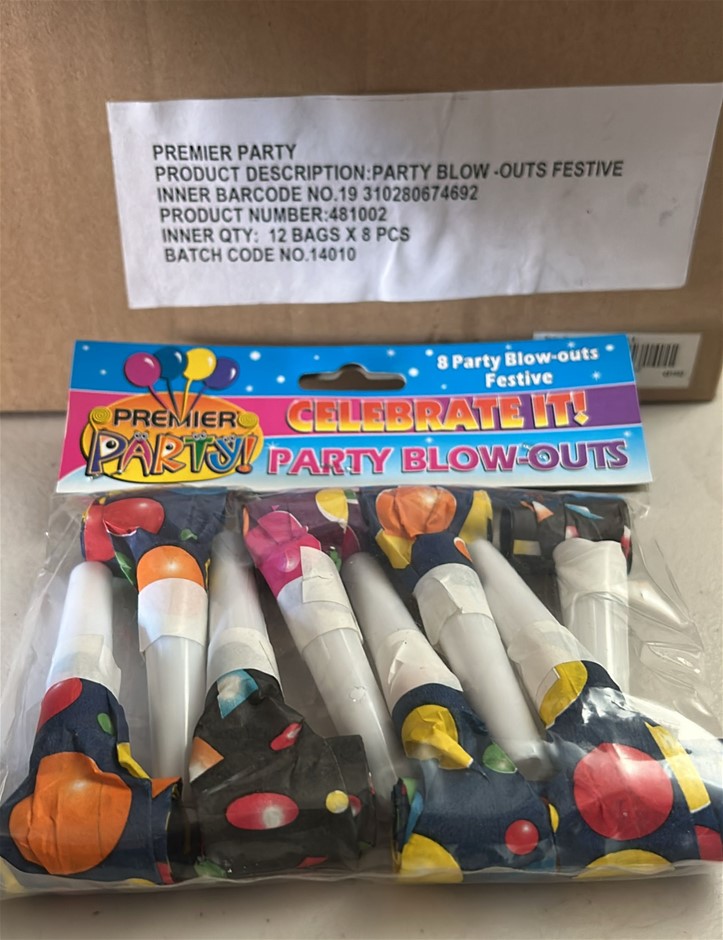 PREMIER PARTY
PRODUCT DESCRIPTION:PARTY BLOW -OUTS FESTIVE
INNER BARCODE NO.19 310280674692
PRODUCT NUMBER:481002
INNER QTY: 12 BAGS X 8 PCS
BATCH CODE NO.14010
8 Party Blow-outs
Festive
PREMIER
PARTY!
CELEBRATE IT!
PARTY BLOW-OUTS